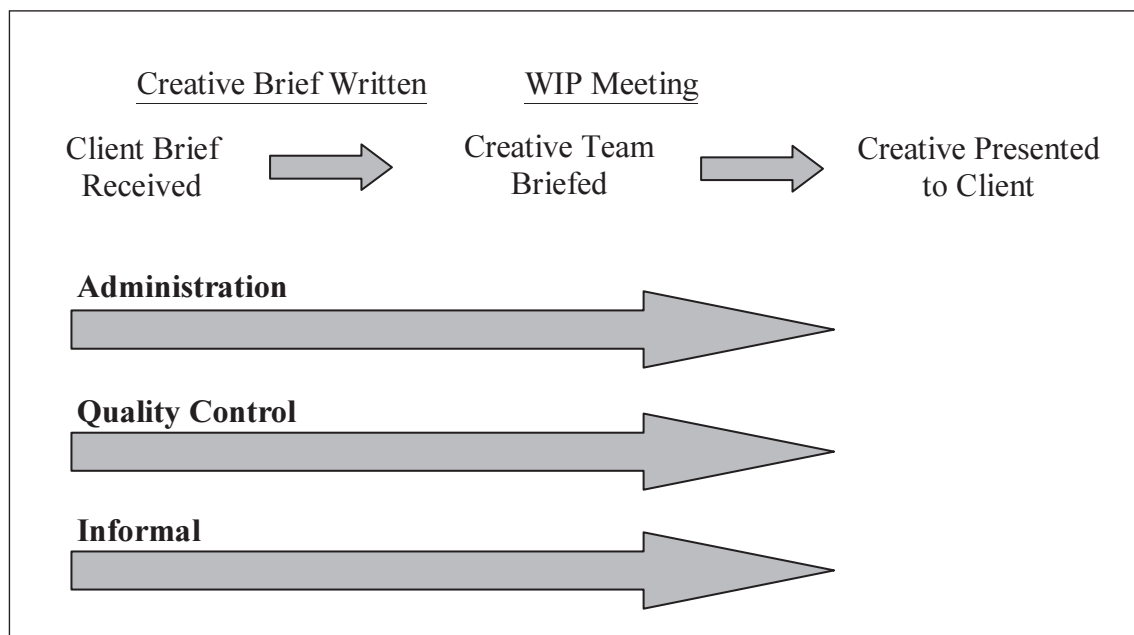 Creative Brief Written
WIP Meeting
Client Brief
Received
Creative Team
Briefed
Creative Presented
to Client
Administration
Quality Control
Informal